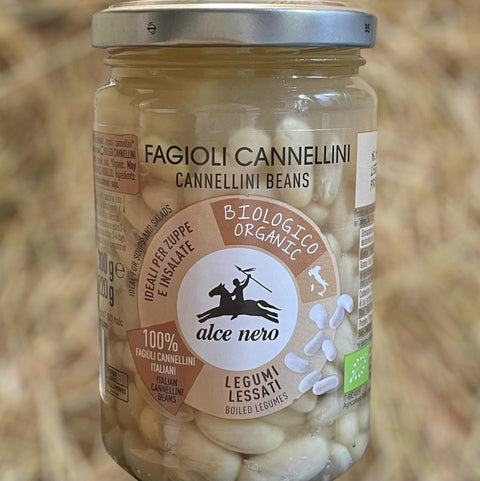 BS
FAGIOLI CANNELLINI
CANNELLINI BEANS
BIOLOGICO
ORGANIC
IDEALI PER ZUPPE
E INSALATE
IDEAL FOR SOUPS AND SALADS
alce nero
100%
FAGIOLI CANNELLINI
ITALIANI
ITALIAN
CANNELLINI
BEANS
LEGUMI
LESSATI
BOILED LEGUMES